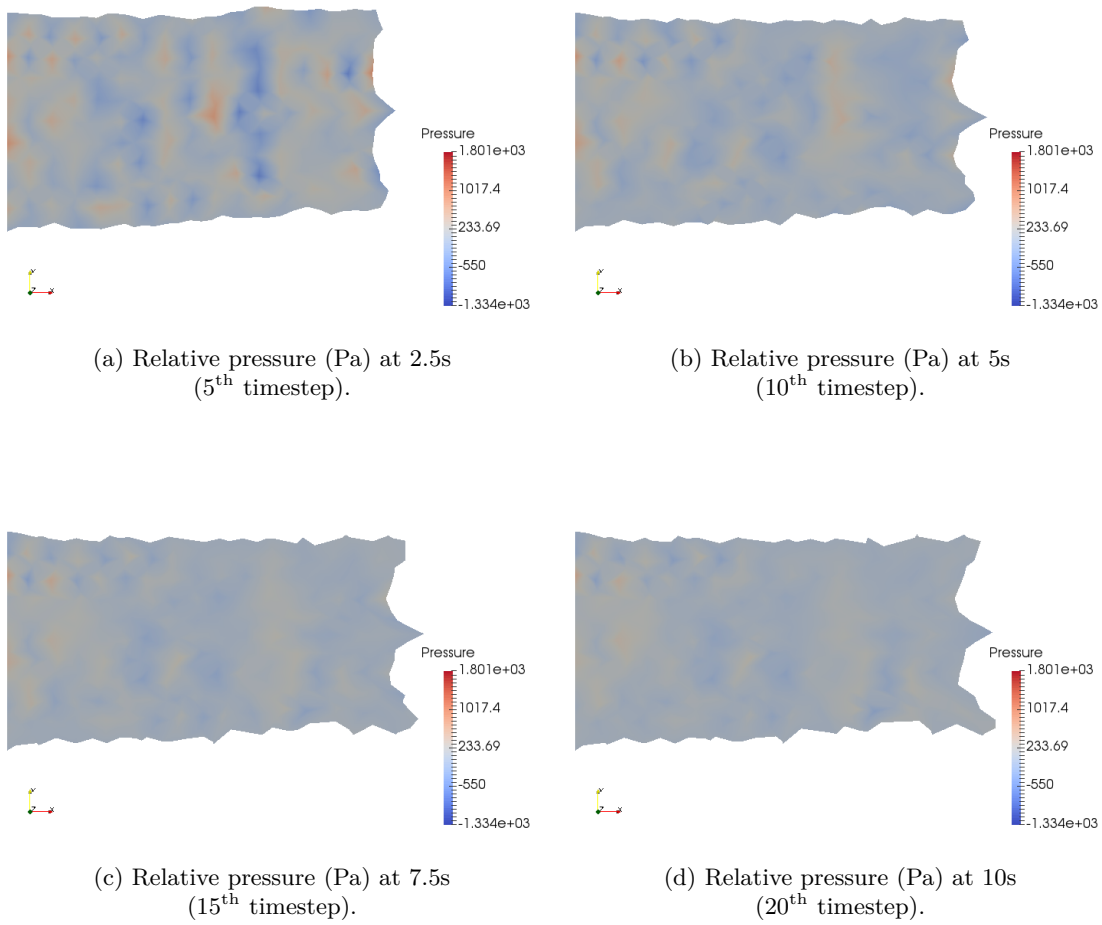 Pressure
1.801e+03
1017.4
233.69
-550
-1.334e+03
Y
Z
X
(a) Relative pressure (Pa) at 2.5s
(5th timestep).
Pressure
1.801e+03
1017.4
233.69
-550
-1.334e+03
Y
Z
X
(b) Relative pressure (Pa) at 5s
(10th timestep).
Pressure
1.801e+03
1017.4
233.69
-550
-1.334e+03
Y
Z
X
(c) Relative pressure (Pa) at 7.5s
(15th timestep).
Pressure
1.801e+03
1017.4
233.69
-550
-1.334e+03
Y
Z
X
(d) Relative pressure (Pa) at 10s
(20th timestep).